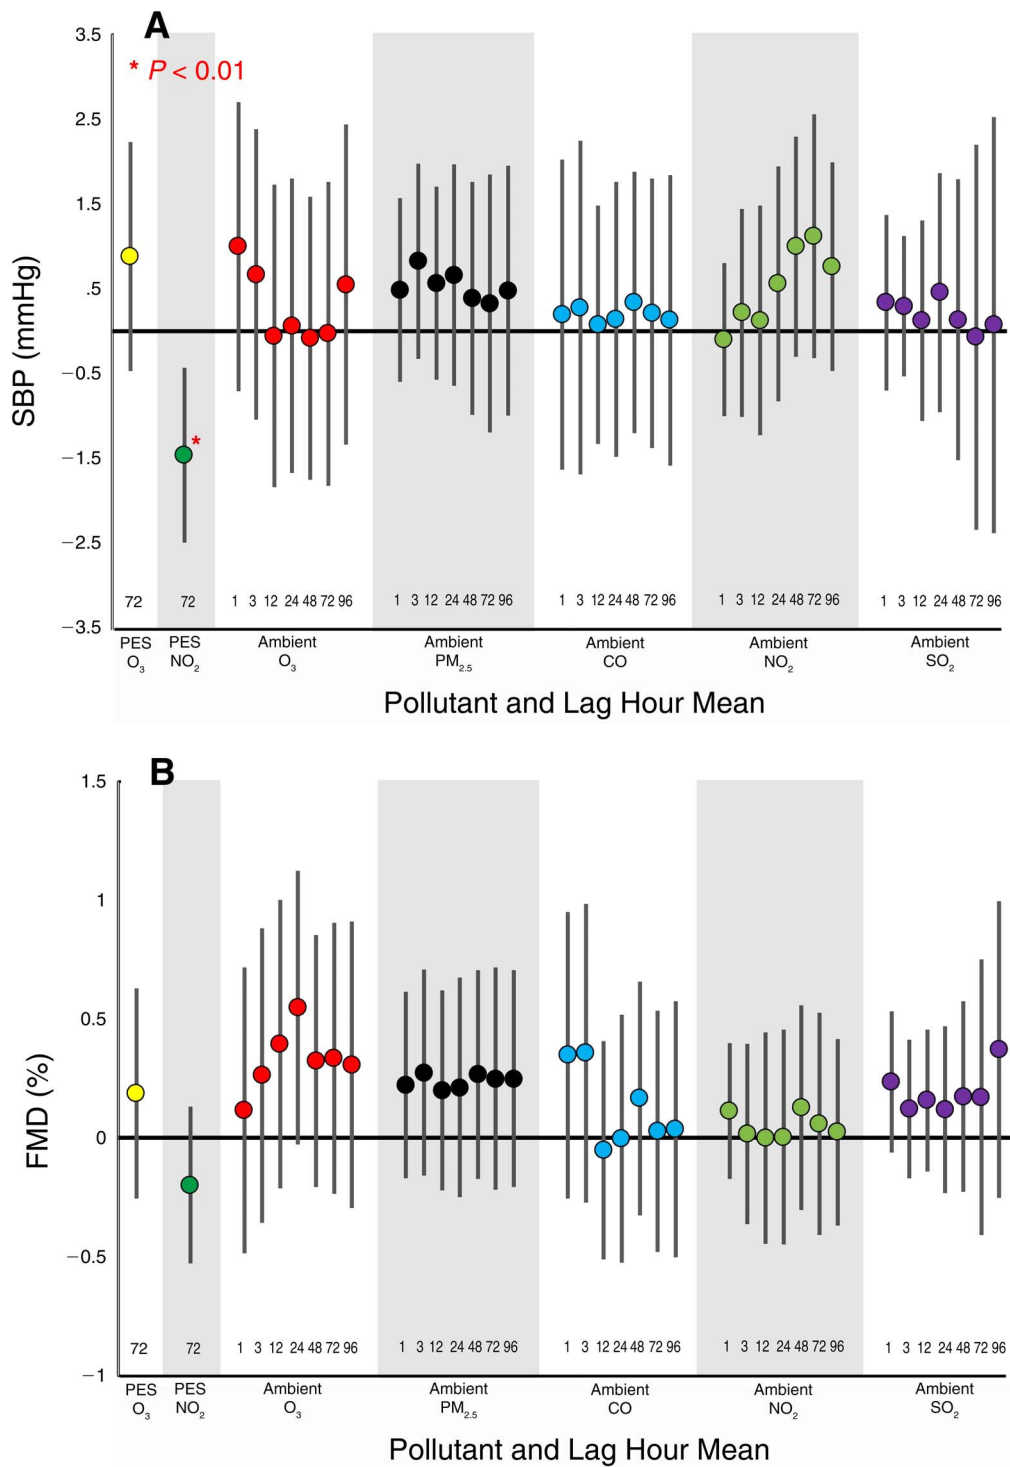 A
3.5
* P < 0.01
2.5
1.5
.5
−0.5
*
−1.5
−2.5
−3.5
SBP (mmHg)
72 72 1 3 12 24 48 72 96 1 3 12 24 48 72 96 1 3 12 24 48 72 96 1 3 12 24 48 72 96 1 3 12 24 48 72 96
PES PES Ambient Ambient Ambient Ambient Ambient
O3 NO2 O3 PM2.5 CO NO2 SO2
Pollutant and Lag Hour Mean
B
1.5
1
0.5
0
−0.5
−1
FMD (%)
72 72 1 3 12 24 48 72 96 1 3 12 24 48 72 96 1 3 12 24 48 72 96 1 3 12 24 48 72 96 1 3 12 24 48 72 96
PES PES Ambient Ambient Ambient Ambient Ambient
O3 NO2 O3 PM2.5 CO NO2 SO2
Pollutant and Lag Hour Mean